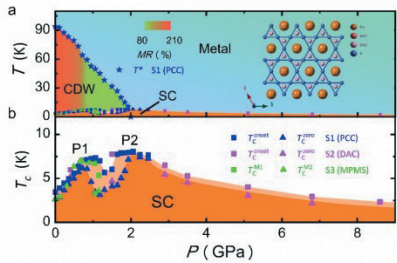 a
90
60
30
0
T (K)
80 210
MR (%)
T* S1 (PCC)
Metal
CDW
SC
b
10
5
0
T_c (K)
P1
P2
T_c^onset T_c^zero S1 (PCC)
T_c^onset T_c^zero S2 (DAC)
T_c^M1 T_c^M2 S3 (MPMS)
SC
0 2 4 6 8
P (GPa)